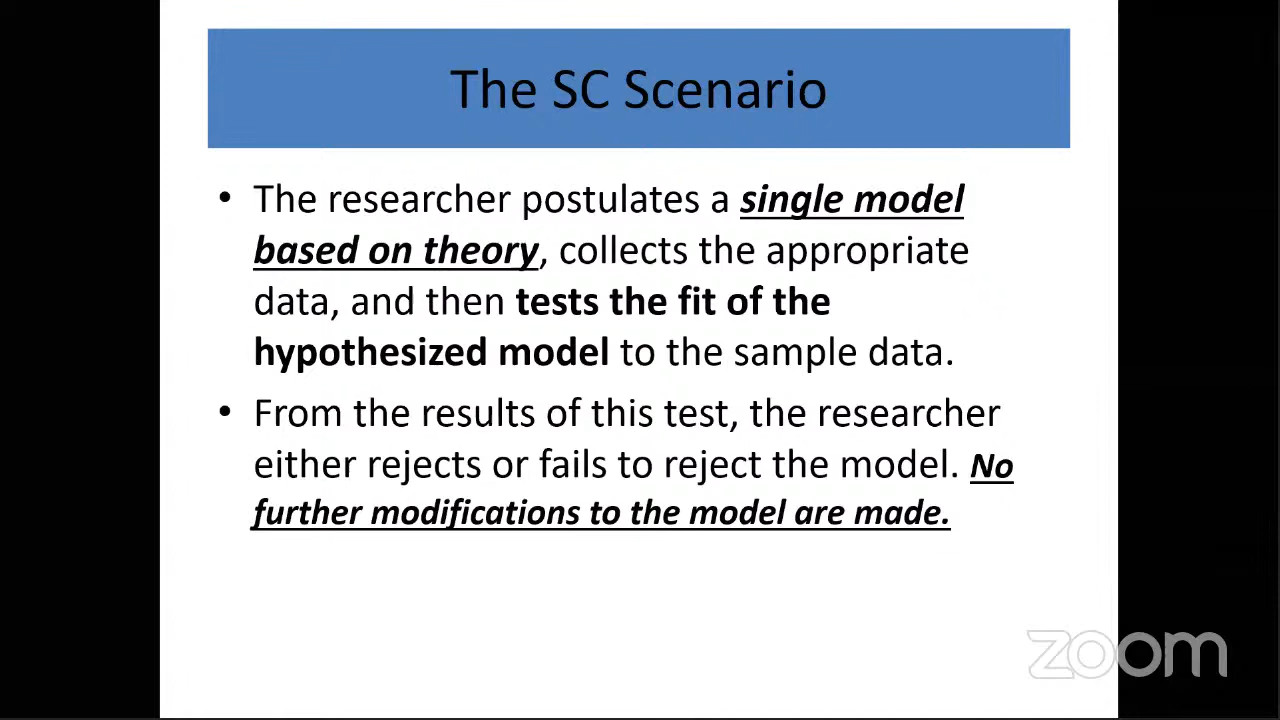 The SC Scenario
• The researcher postulates a single model
based on theory, collects the appropriate
data, and then tests the fit of the
hypothesized model to the sample data.
• From the results of this test, the researcher
either rejects or fails to reject the model. No
further modifications to the model are made.
zoom